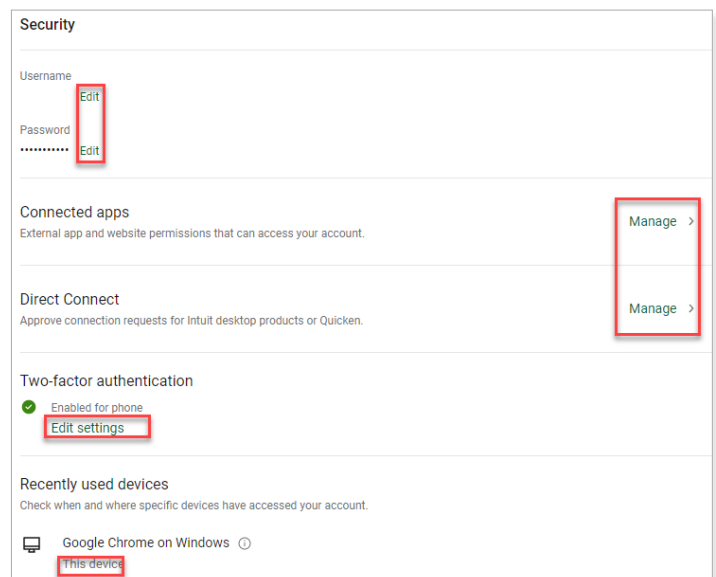 Security
Username
Edit
Password
••••••••••• Edit
Connected apps
Manage >
External app and website permissions that can access your account.
Direct Connect
Manage >
Approve connection requests for Intuit desktop products or Quicken.
Two-factor authentication
Enabled for phone
Edit settings
Recently used devices
Check when and where specific devices have accessed your account.
Google Chrome on Windows
This device